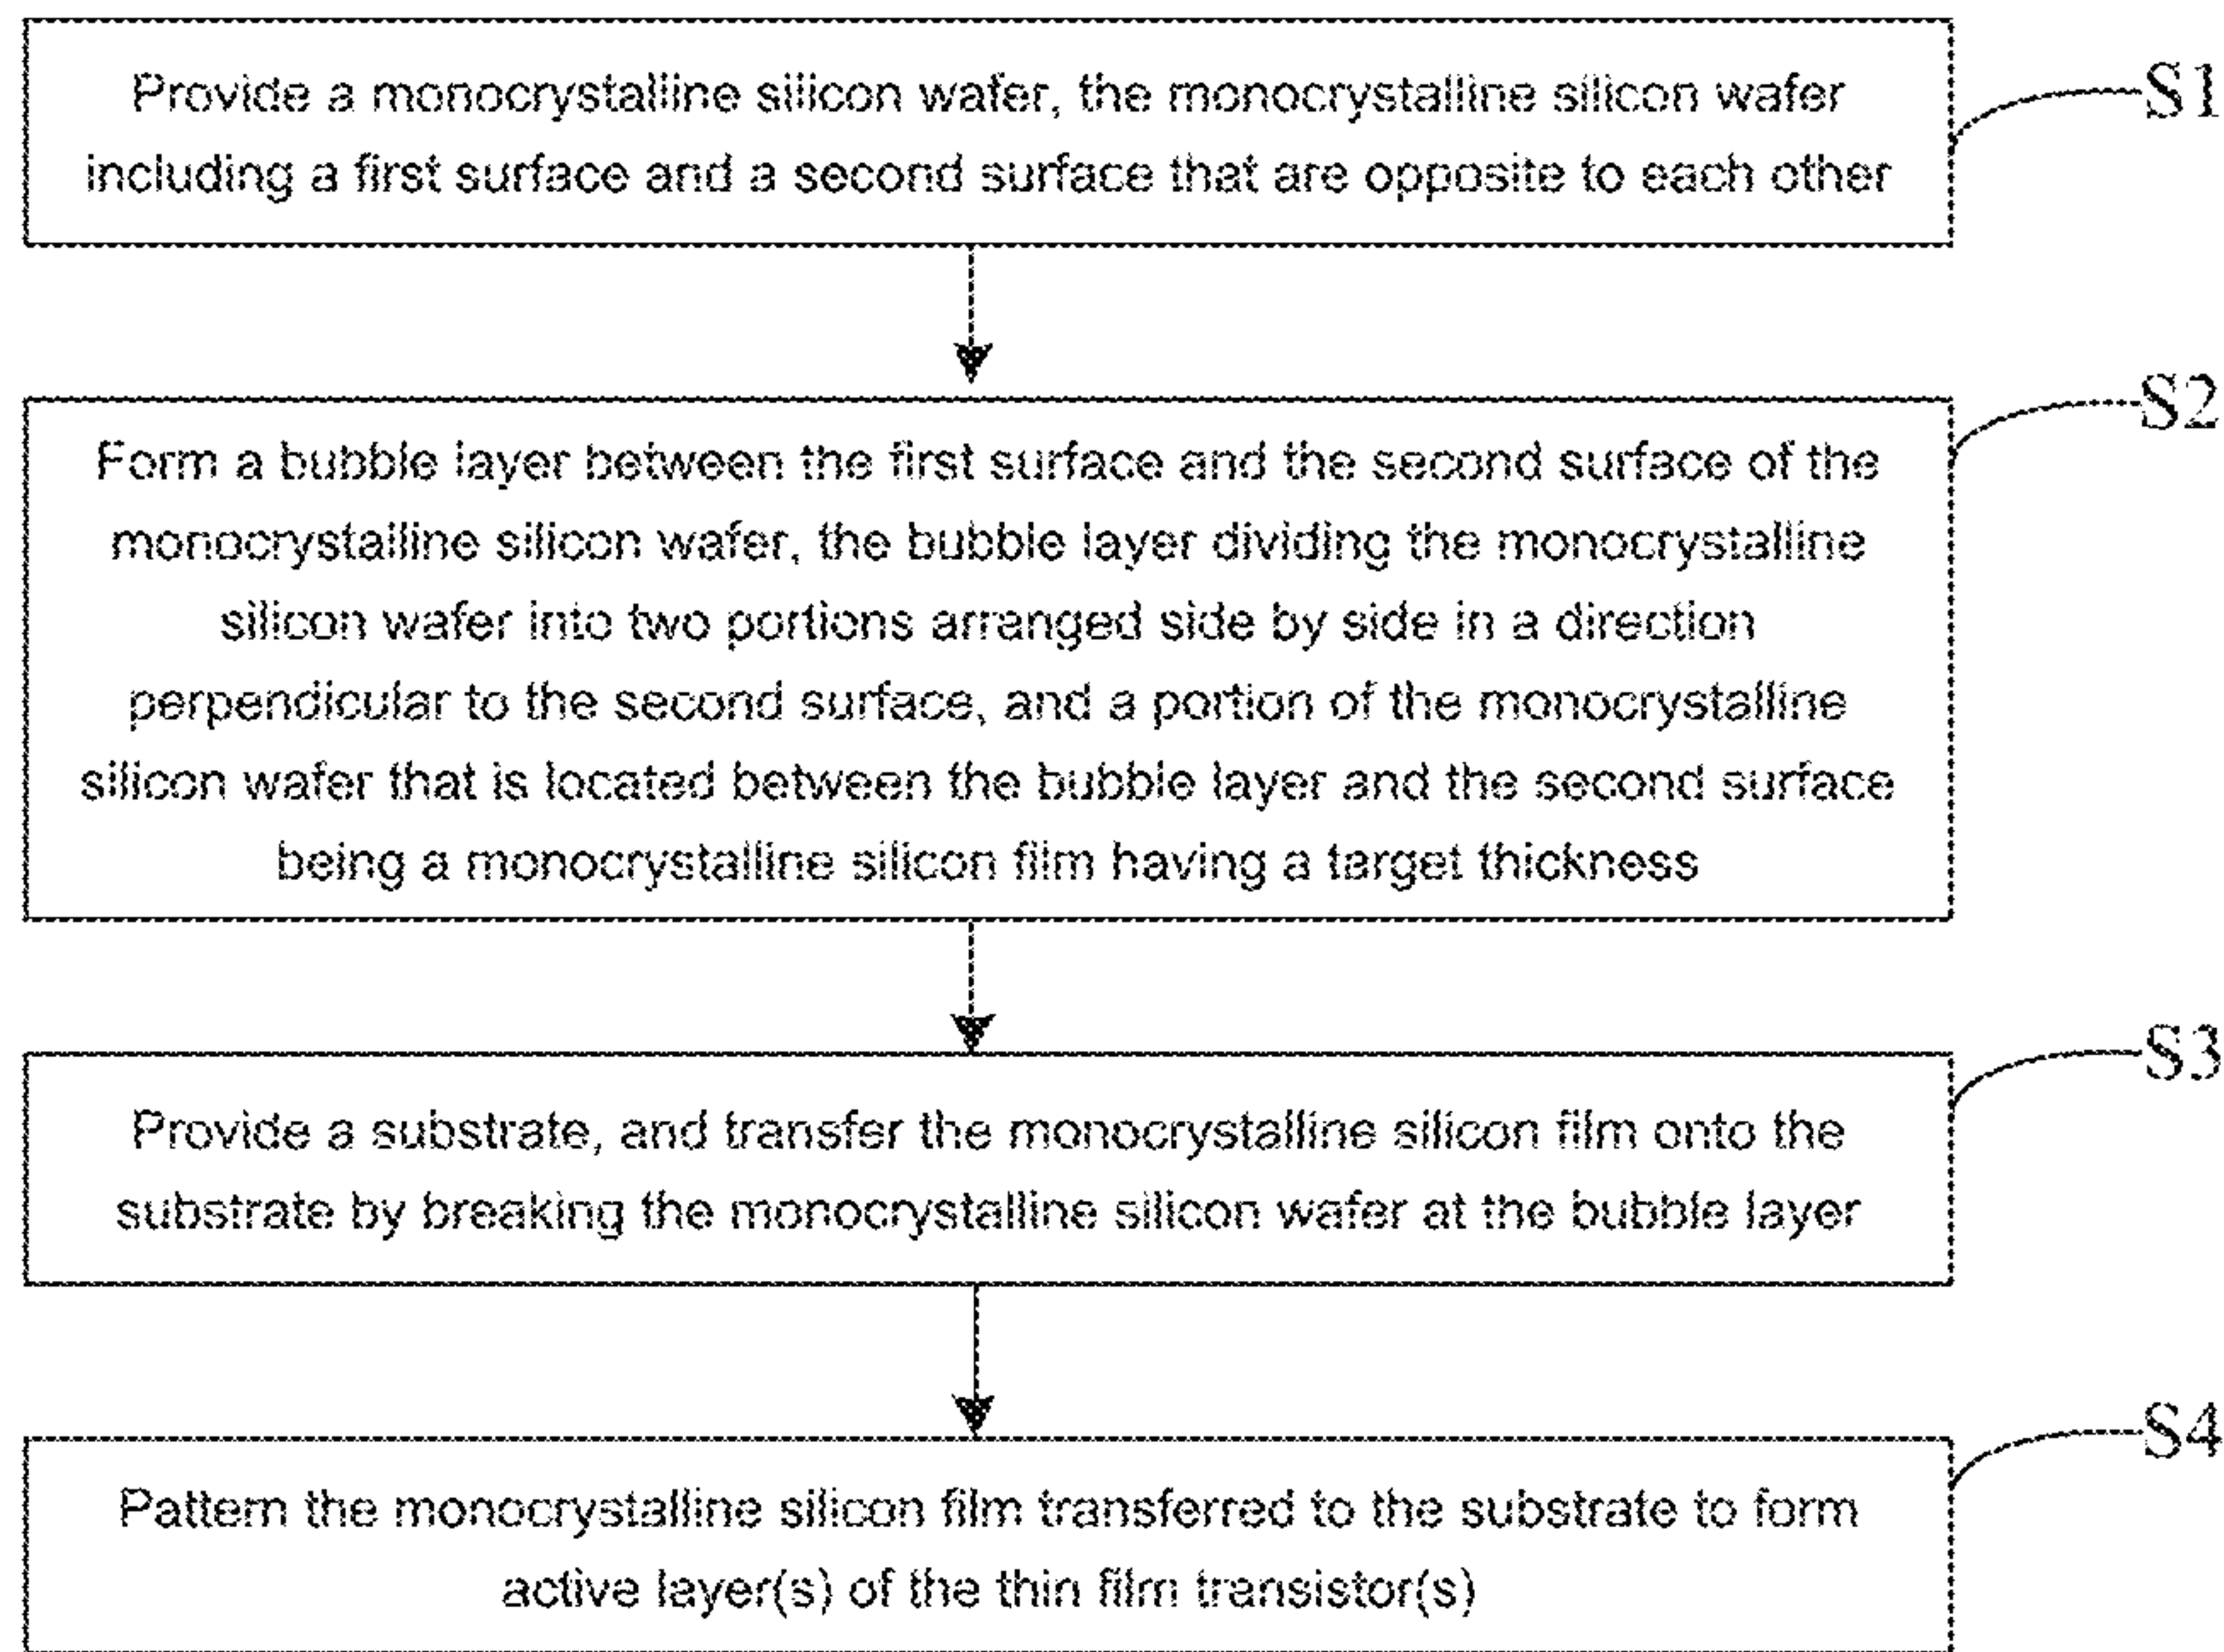 Provide a monocrystalline silicon wafer, the monocrystalline silicon wafer
including a first surface and a second surface that are opposite to each other
S1
Form a bubble layer between the first surface and the second surface of the
monocrystalline silicon wafer, the bubble layer dividing the monocrystalline
silicon wafer into two portions arranged side by side in a direction
perpendicular to the second surface, and a portion of the monocrystalline
silicon wafer that is located between the bubble layer and the second surface
being a monocrystalline silicon film having a target thickness
S2
Provide a substrate, and transfer the monocrystalline silicon film onto the
substrate by breaking the monocrystalline silicon wafer at the bubble layer
S3
Pattern the monocrystalline silicon film transferred to the substrate to form
active layer(s) of the thin film transistor(s)
S4